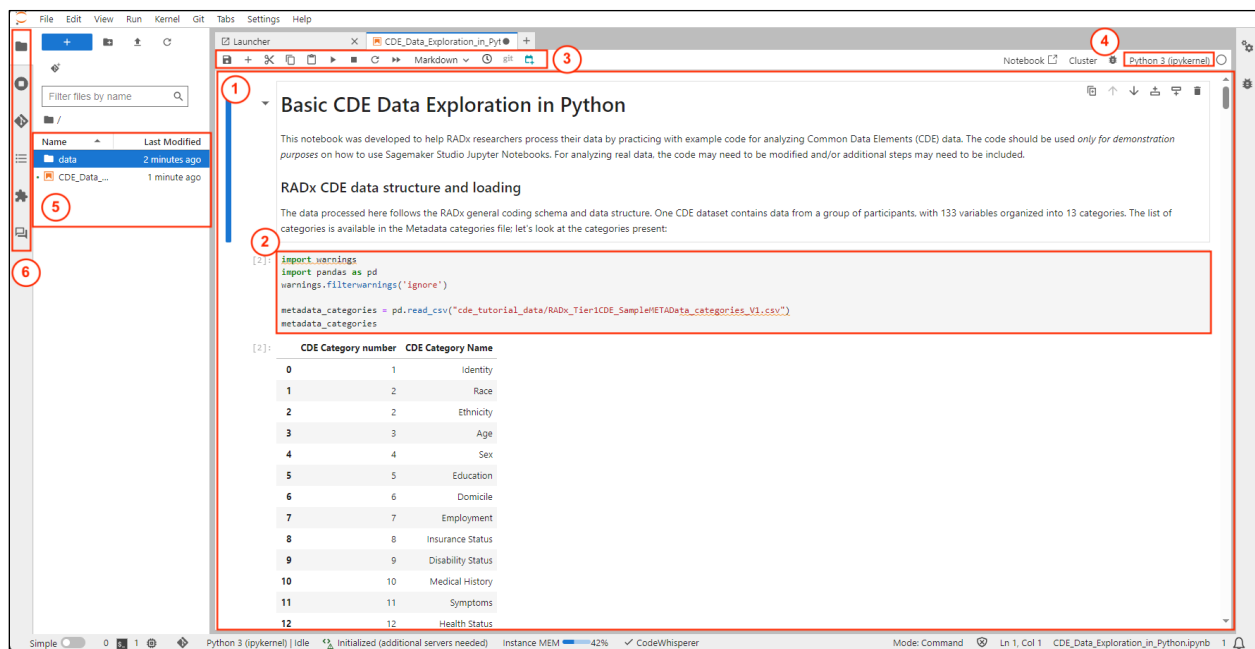 File Edit View Run Kernel Git Tabs Settings Help
Launcher
CDE_Data_Exploration_in_Pyt
Markdown
git
3
Notebook
Cluster
4
Python 3 (ipykernel)
Filter files by name
/
Name
Last Modified
data
2 minutes ago
CDE_Data_...
1 minute ago
5
6
1
Basic CDE Data Exploration in Python
This notebook was developed to help RADx researchers process their data by practicing with example code for analyzing Common Data Elements (CDE) data. The code should be used only for demonstration
purposes on how to use Sagemaker Studio Jupyter Notebooks. For analyzing real data, the code may need to be modified and/or additional steps may need to be included.
RADx CDE data structure and loading
The data processed here follows the RADx general coding schema and data structure. One CDE dataset contains data from a group of participants, with 133 variables organized into 13 categories. The list of
categories is available in the Metadata categories file; let's look at the categories present:
2
[2]: import warnings
import pandas as pd
warnings.filterwarnings('ignore')
metadata_categories = pd.read_csv("cde_tutorial_data/RADx_Tier1CDE_SampleMETAData_categories_V1.csv")
metadata_categories
[2]: CDE Category number CDE Category Name
0 1 Identity
1 2 Race
2 2 Ethnicity
3 3 Age
4 4 Sex
5 5 Education
6 6 Domicile
7 7 Employment
8 8 Insurance Status
9 9 Disability Status
10 10 Medical History
11 11 Symptoms
12 12 Health Status
Simple 0 1 Python 3 (ipykernel) | Idle Initialized (additional servers needed) Instance MEM 42% CodeWhisperer Mode: Command Ln 1, Col 1 CDE_Data_Exploration_in_Python.ipynb 1